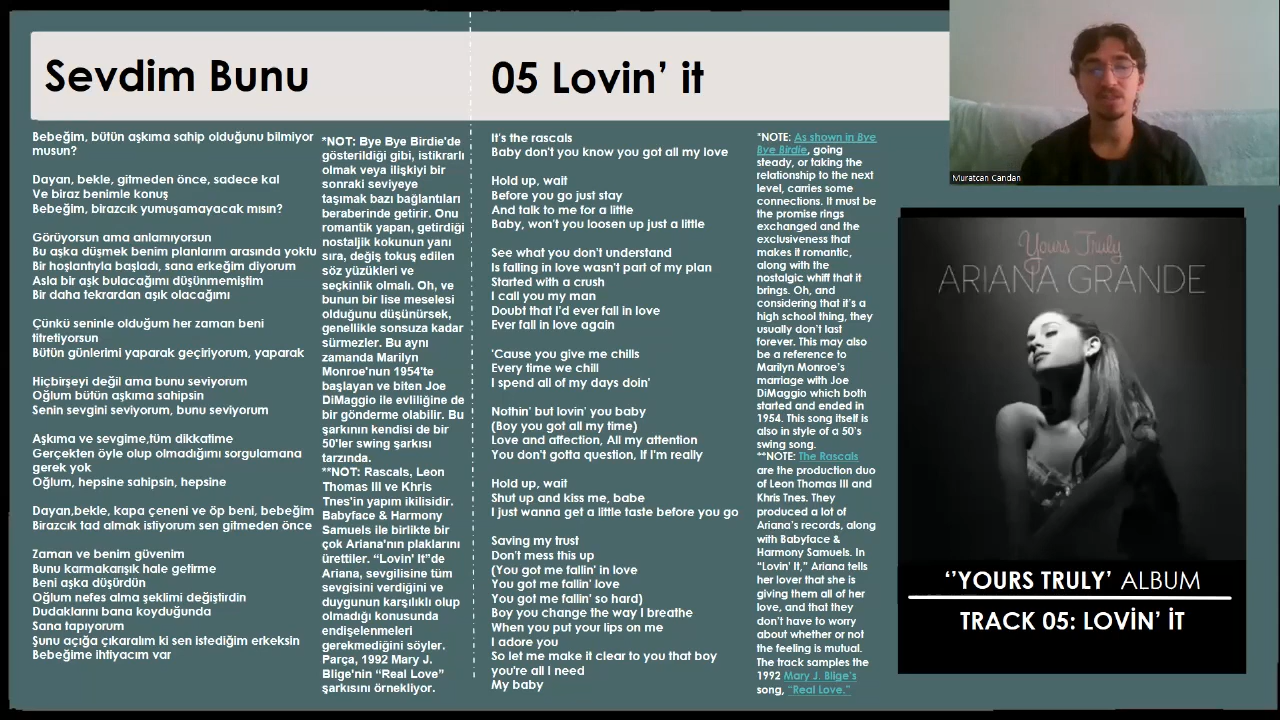 Sevdim Bunu
Bebeğim, bütün aşkıma sahip olduğunu bilmiyor
musun?
Dayan, bekle, gitmeden önce, sadece kal
Ve biraz benimle konuş
Bebeğim, birazcık yumuşamayacak mısın?
Görüyorsun ama anlamıyorsun
Bu aşka düşmek benim planlarım arasında yoktu
Bir hoşlantıyla başladı, sana erkeğim diyorum
Asla bir aşk bulacağımı düşünmemiştim
Bir daha tekrardan aşık olacağımı
Çünkü seninle olduğum her zaman beni
titretiyorsun
Bütün günlerimi yaparak geçiriyorum, yaparak
Hiçbirşeyi değil ama bunu seviyorum
Oğlum bütün aşkıma sahipsin
Senin sevgini seviyorum, bunu seviyorum
Aşkıma ve sevgime,tüm dikkatime
Gerçekten öyle olup olmadığımı sorgulamana
gerek yok
Oğlum, hepsine sahipsin, hepsine
Dayan,bekle, kapa çeneni ve öp beni, bebeğim
Birazcık tad almak istiyorum sen gitmeden önce
Zaman ve benim güvenim
Bunu karmakarışık hale getirme
Beni aşka düşürdün
Oğlum nefes alma şeklimi değiştirdin
Dudaklarını bana koyduğunda
Sana tapıyorum
Şunu açığa çıkaralım ki sen istediğim erkeksin
Bebeğime ihtiyacım var
*NOT: Bye Bye Birdie'de
gösterildiği gibi, istikrarlı
olmak veya ilişkiyi bir
sonraki seviyeye
taşımak bazı bağlantıları
beraberinde getirir. Onu
romantik yapan, getirdiği
nostaljik kokunun yanı
sıra, değiş tokuş edilen
söz yüzükleri ve
seçkinlik olmalı. Oh, ve
bunun bir lise meselesi
olduğunu düşünürsek,
genellikle sonsuza kadar
sürmezler. Bu aynı
zamanda Marilyn
Monroe'nun 1954'te
başlayan ve biten Joe
DiMaggio ile evliliğine de
bir gönderme olabilir. Bu
şarkının kendisi de bir
50'ler swing şarkısı
tarzında.
**NOT: Rascals, Leon
Thomas III ve Khris
Tnes'in yapım ikilisidir.
Babyface & Harmony
Samuels ile birlikte bir
çok Ariana'nın plaklarını
ürettiler. “Lovin' It”de
Ariana, sevgilisine tüm
sevgisini verdiğini ve
duygunun karşılıklı olup
olmadığı konusunda
endişelenmeleri
gerekmediğini söyler.
Parça, 1992 Mary J.
Blige'nin “Real Love”
şarkısını örnekliyor.
05 Lovin’ it
It's the rascals
Baby don't you know you got all my love
Hold up, wait
Before you go just stay
And talk to me for a little
Baby, won't you loosen up just a little
See what you don't understand
Is falling in love wasn't part of my plan
Started with a crush
I call you my man
Doubt that I'd ever fall in love
Ever fall in love again
'Cause you give me chills
Every time we chill
I spend all of my days doin'
Nothin' but lovin' you baby
(Boy you got all my time)
Love and affection, All my attention
You don't gotta question, If I'm really
Hold up, wait
Shut up and kiss me, babe
I just wanna get a little taste before you go
Saving my trust
Don't mess this up
(You got me fallin' in love
You got me fallin' love
You got me fallin' so hard)
Boy you change the way I breathe
When you put your lips on me
I adore you
So let me make it clear to you that boy
you're all I need
My baby
*NOTE: As shown in Bye
Bye Birdie, going
steady, or taking the
relationship to the next
level, carries some
connections. It must be
the promise rings
exchanged and the
exclusiveness that
makes it romantic,
along with the
nostalgic whiff that it
brings. Oh, and
considering that it’s a
high school thing, they
usually don’t last
forever. This may also
be a reference to
Marilyn Monroe’s
marriage with Joe
DiMaggio which both
started and ended in
1954. This song itself is
also in style of a 50’s
swing song.
**NOTE: The Rascals
are the production duo
of Leon Thomas III and
Khris Tnes. They
produced a lot of
Ariana’s records, along
with Babyface &
Harmony Samuels. In
“Lovin’ It,” Ariana tells
her lover that she is
giving them all of her
love, and that they
don’t have to worry
about whether or not
the feeling is mutual.
The track samples the
1992 Mary J. Blige’s
song, “Real Love.”
Muratcan Candan
Yours Truly
ARIANA GRANDE
‘’YOURS TRULY’ ALBUM
TRACK 05: LOVİN’ İT